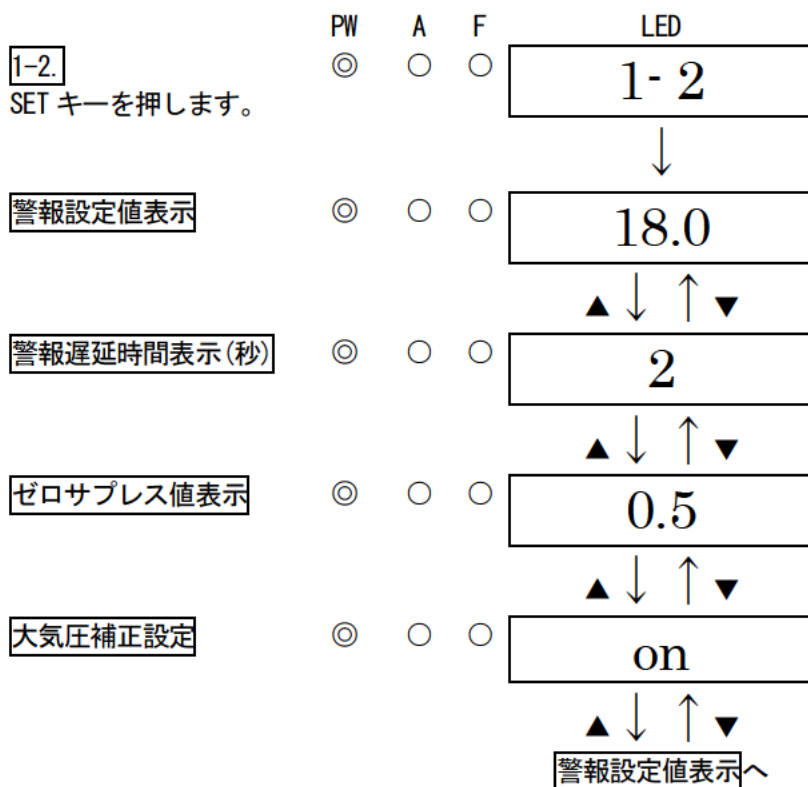 PW A F LED
1-2. ◎ ○ ○ 1- 2
SET キーを押します。
↓
警報設定値表示 ◎ ○ ○ 18.0
▲ ↓ ↑ ▼
警報遅延時間表示(秒) ◎ ○ ○ 2
▲ ↓ ↑ ▼
ゼロサプレス値表示 ◎ ○ ○ 0.5
▲ ↓ ↑ ▼
大気圧補正設定 ◎ ○ ○ on
▲ ↓ ↑ ▼
警報設定値表示へ